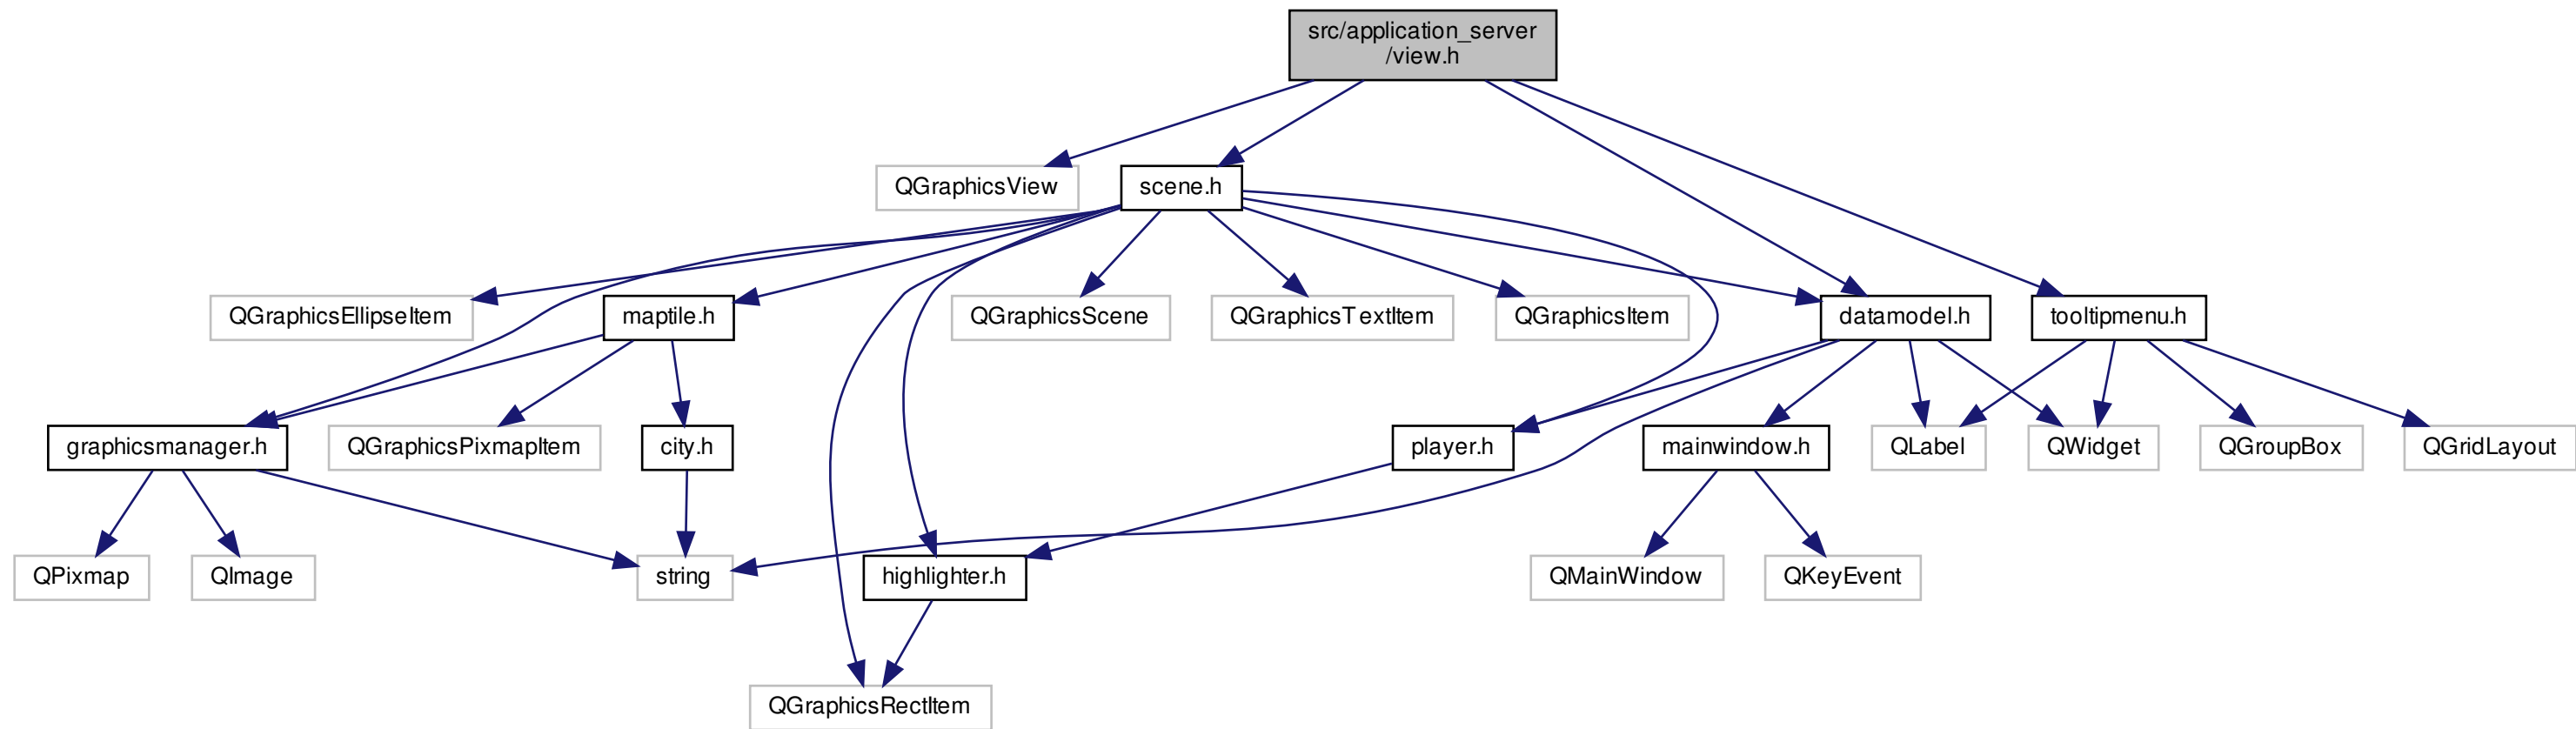 src/application_server
/view.h
QGraphicsView
scene.h
QGraphicsEllipseItem
maptile.h
QGraphicsScene
QGraphicsTextItem
QGraphicsItem
datamodel.h
tooltipmenu.h
graphicsmanager.h
QGraphicsPixmapItem
city.h
player.h
mainwindow.h
QLabel
QWidget
QGroupBox
QGridLayout
QPixmap
QImage
string
highlighter.h
QMainWindow
QKeyEvent
QGraphicsRectItem